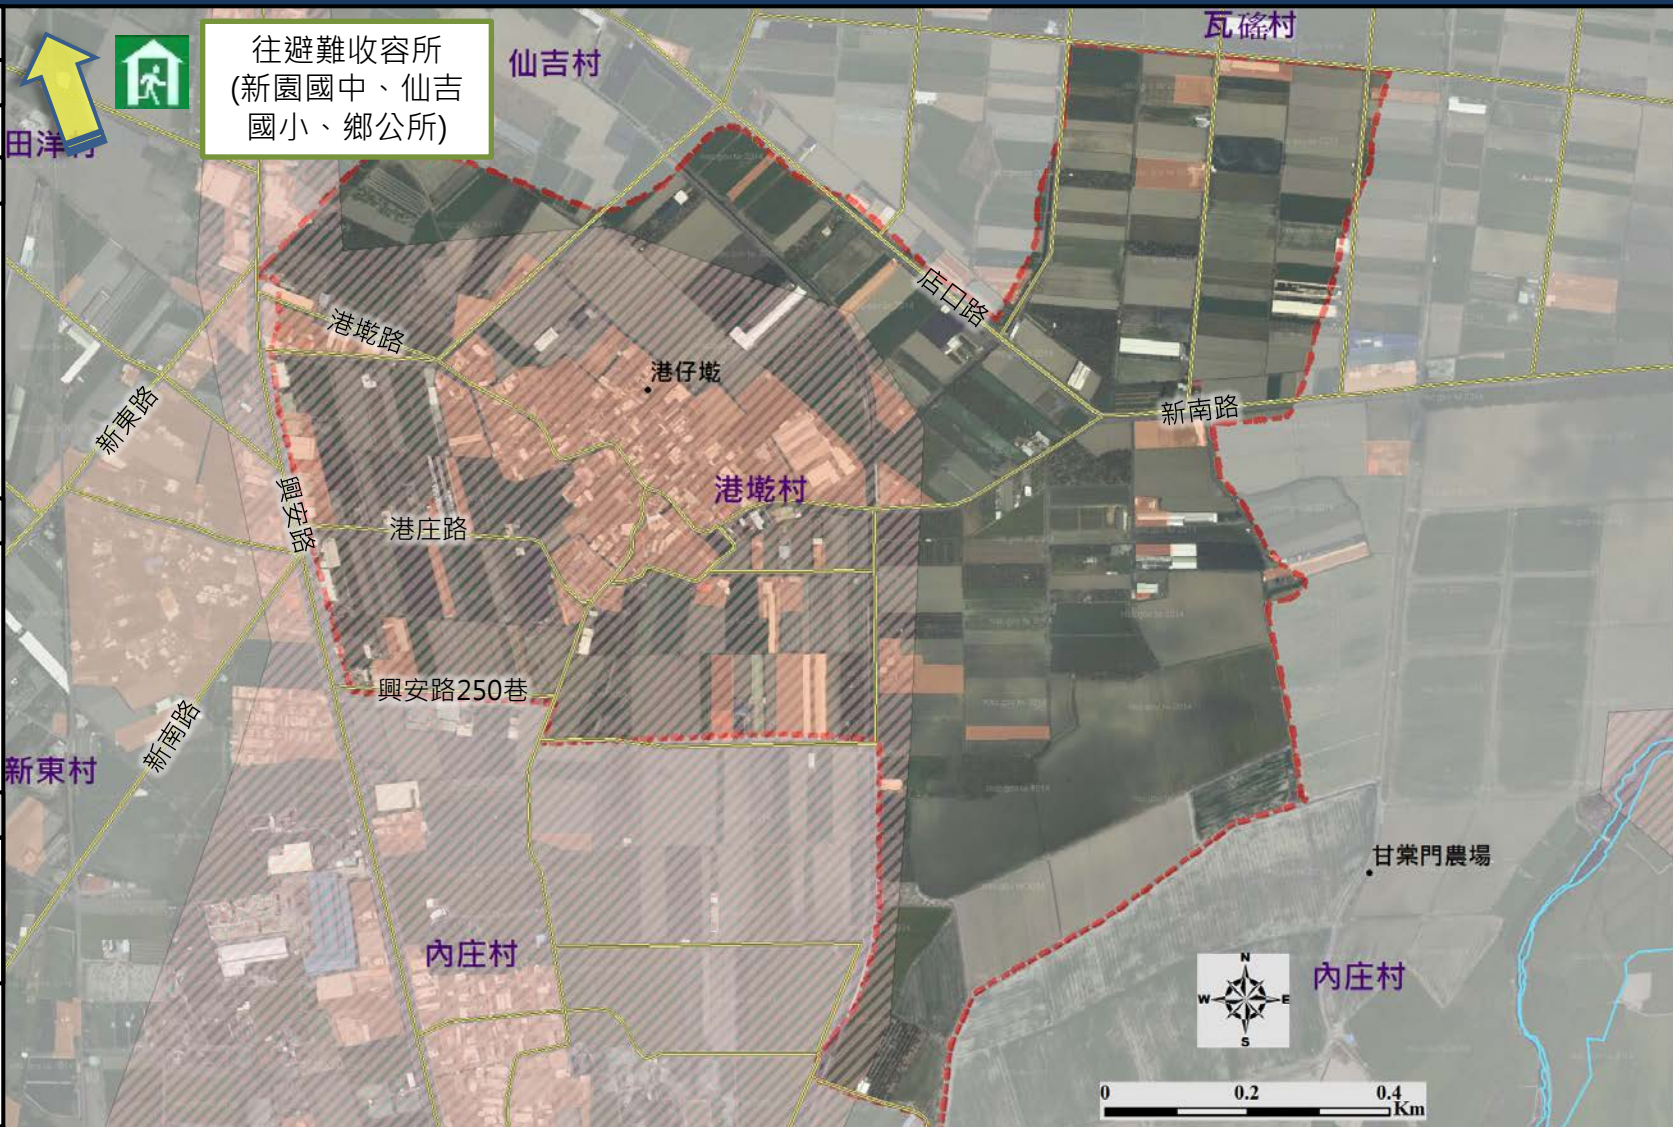 往避難收容所
(新園國中、仙吉
國小、鄉公所)
仙吉村
瓦磘村
田洋村
店口路
港墘路
港仔墘
新東路
新南路
港墘村
興安路
港庄路
興安路250巷
新南路
新東村
甘棠門農場
內庄村
內庄村
N
W
E
S
0
0.2
0.4
Km